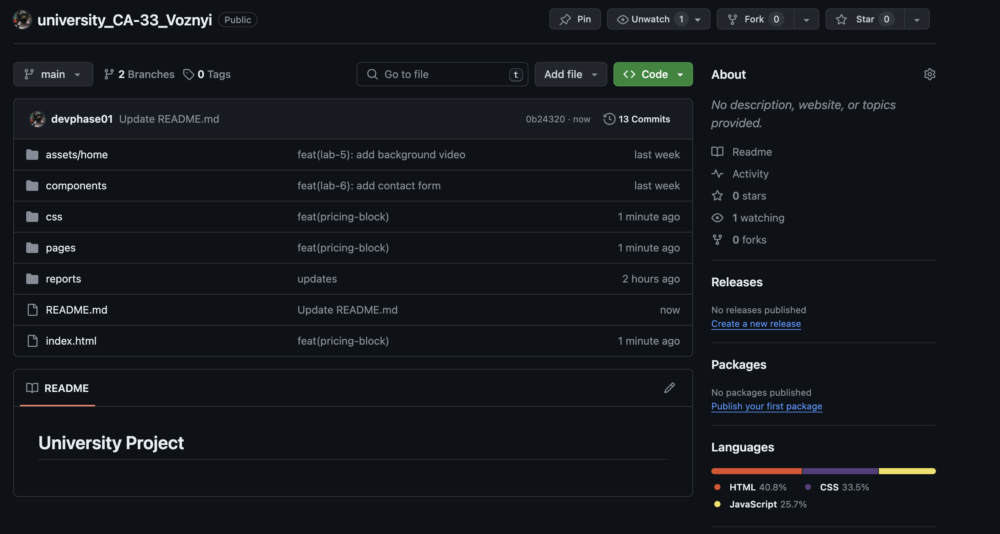 university_CA-33_Voznyi Public Pin Unwatch 1 Fork 0 Star 0
main 2 Branches 0 Tags Go to file t Add file Code
devphase01 Update README.md 0b24320 · now 13 Commits
assets/home feat(lab-5): add background video last week
components feat(lab-6): add contact form last week
css feat(pricing-block) 1 minute ago
pages feat(pricing-block) 1 minute ago
reports updates 2 hours ago
README.md Update README.md now
index.html feat(pricing-block) 1 minute ago
README
University Project
About
No description, website, or topics
provided.
Readme
Activity
0 stars
1 watching
0 forks
Releases
No releases published
Create a new release
Packages
No packages published
Publish your first package
Languages
HTML 40.8% CSS 33.5%
JavaScript 25.7%